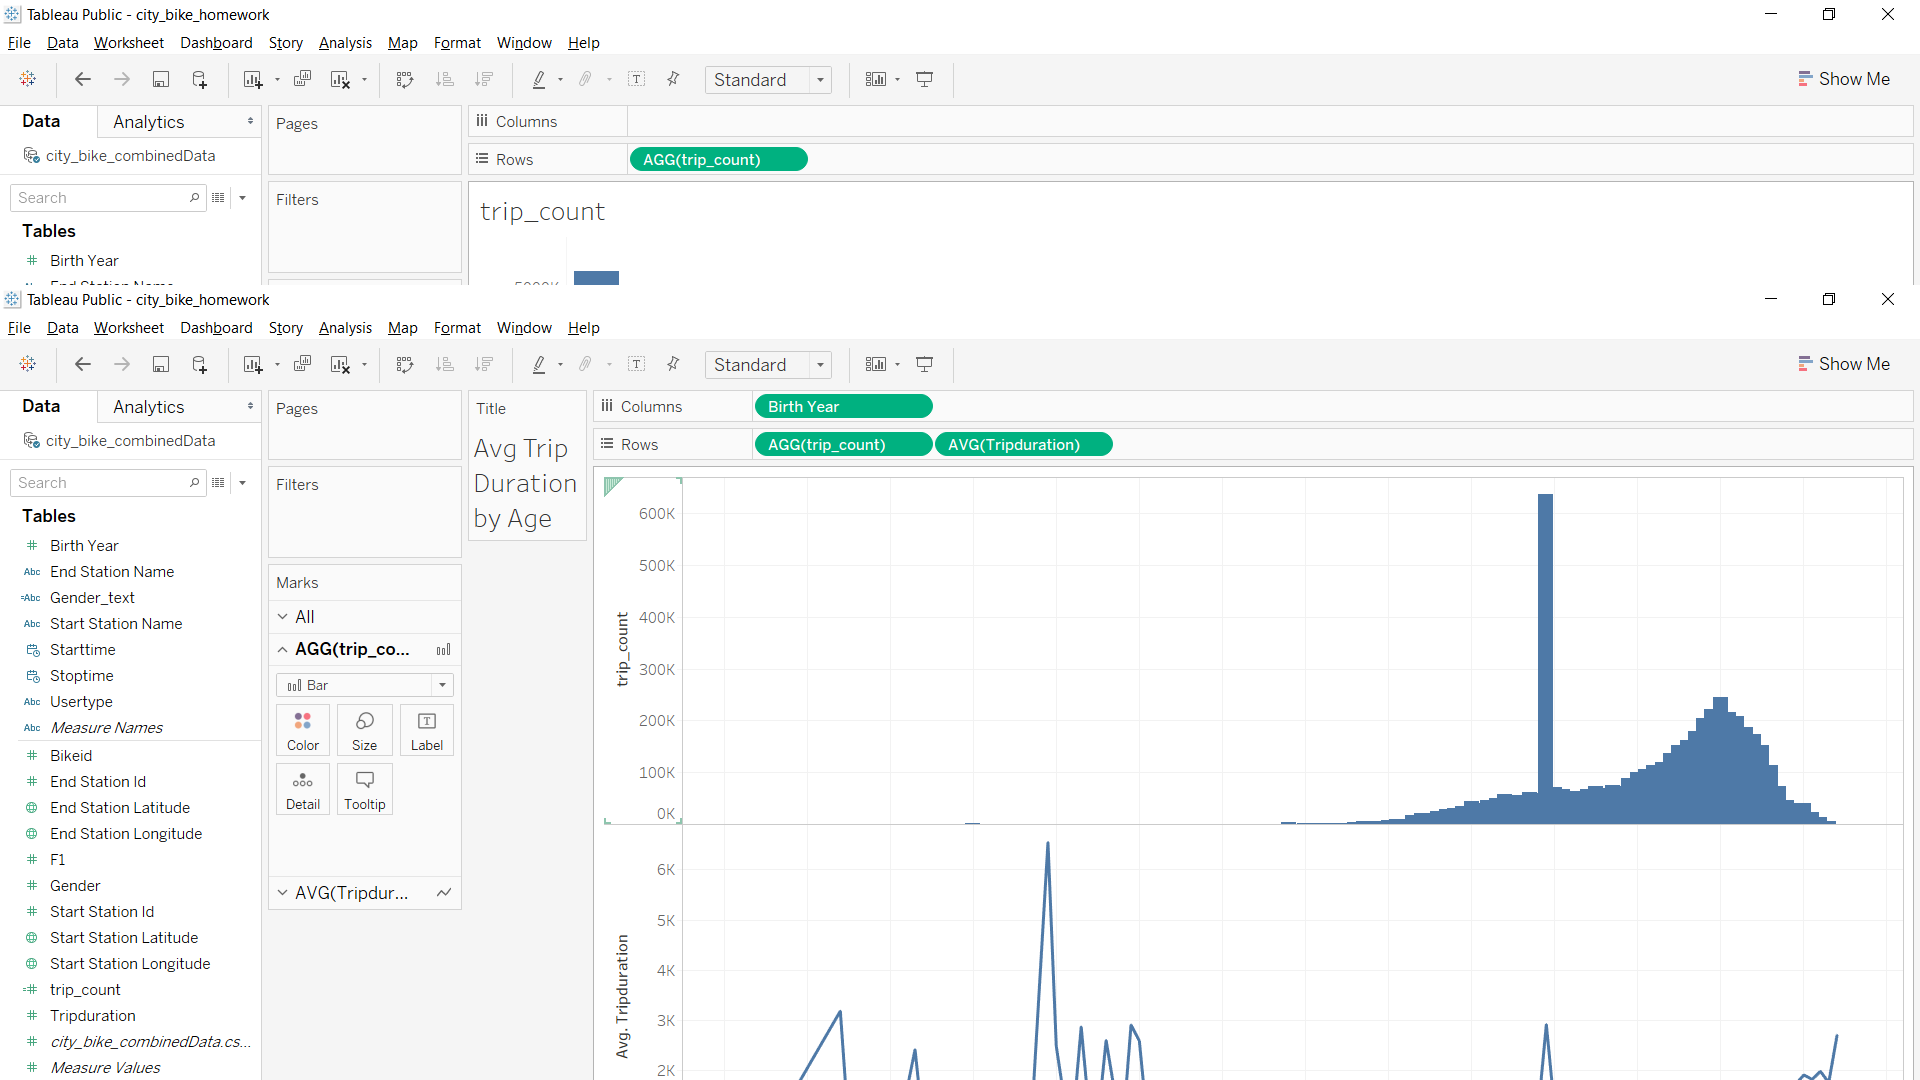 Tableau Public - city_bike_homework
File Data Worksheet Dashboard Story Analysis Map Format Window Help
Standard
Show Me
Data Analytics
Pages
Columns
city_bike_combinedData
Rows AGG(trip_count)
Search
Filters
trip_count
Tables
Birth Year
Tableau Public - city_bike_homework
File Data Worksheet Dashboard Story Analysis Map Format Window Help
Standard
Show Me
Data Analytics
city_bike_combinedData
Search
Tables
Birth Year
Abc End Station Name
=Abc Gender_text
Abc Start Station Name
Starttime
Stoptime
Abc Usertype
Abc Measure Names
Bikeid
End Station Id
End Station Latitude
End Station Longitude
F1
Gender
Start Station Id
Start Station Latitude
Start Station Longitude
trip_count
Tripduration
city_bike_combinedData.cs...
Measure Values
Pages
Filters
Marks
All
AGG(trip_co...
Bar
Color Size Label
Detail Tooltip
AVG(Tripdur...
Title
Avg Trip
Duration
by Age
Columns Birth Year
Rows AGG(trip_count) AVG(Tripduration)
600K
500K
400K
300K
200K
100K
0K
trip_count
6K
5K
4K
3K
2K
Avg. Tripduration